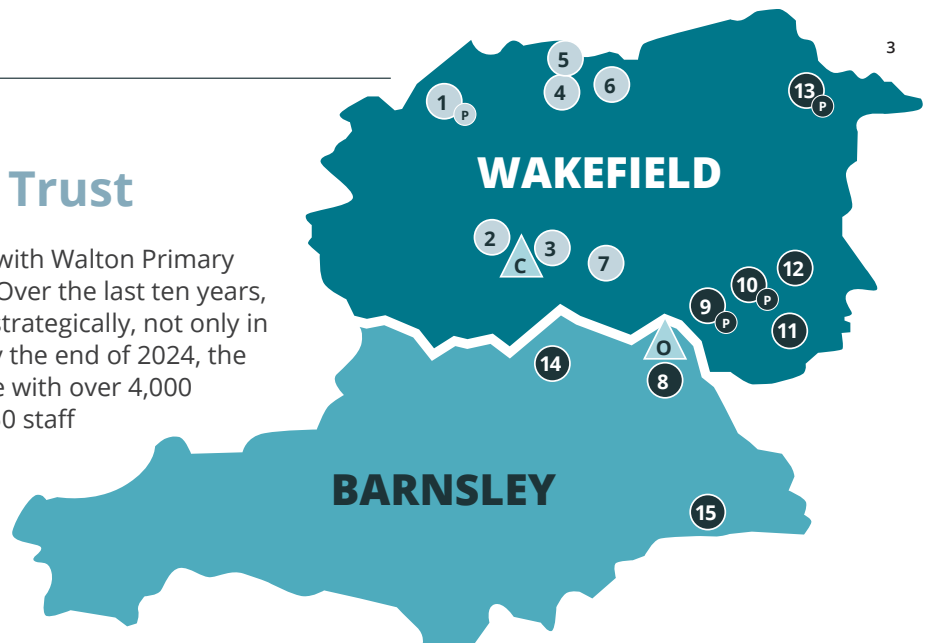 3
Trust
with Walton Primary
Over the last ten years,
strategically, not only in
the end of 2024, the
with over 4,000
staff
5
4
6
1
P
13
P
WAKEFIELD
2
C
3
7
12
10
P
9
P
11
O
14
8
BARNSLEY
15